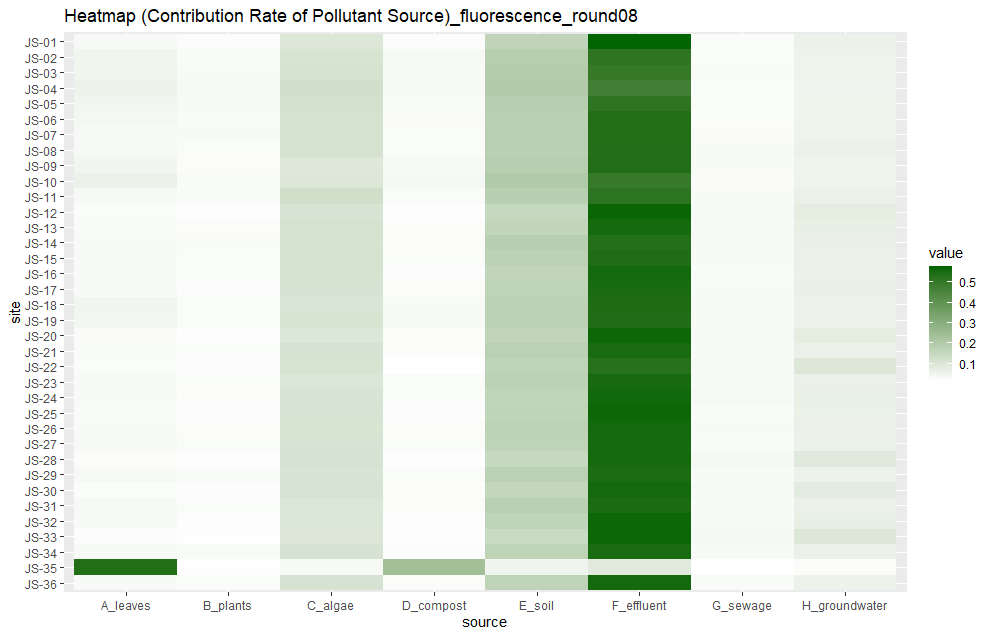 Heatmap (Contribution Rate of Pollutant Source)_fluorescence_round08
JS-01
JS-02
JS-03
JS-04
JS-05
JS-06
JS-07
JS-08
JS-09
JS-10
JS-11
JS-12
JS-13
JS-14
JS-15
JS-16
JS-17
JS-18
JS-19
JS-20
JS-21
JS-22
JS-23
JS-24
JS-25
JS-26
JS-27
JS-28
JS-29
JS-30
JS-31
JS-32
JS-33
JS-34
JS-35
JS-36
site
A_leaves B_plants C_algae D_compost E_soil F_effluent G_sewage H_groundwater
source
value
0.5
0.4
0.3
0.2
0.1